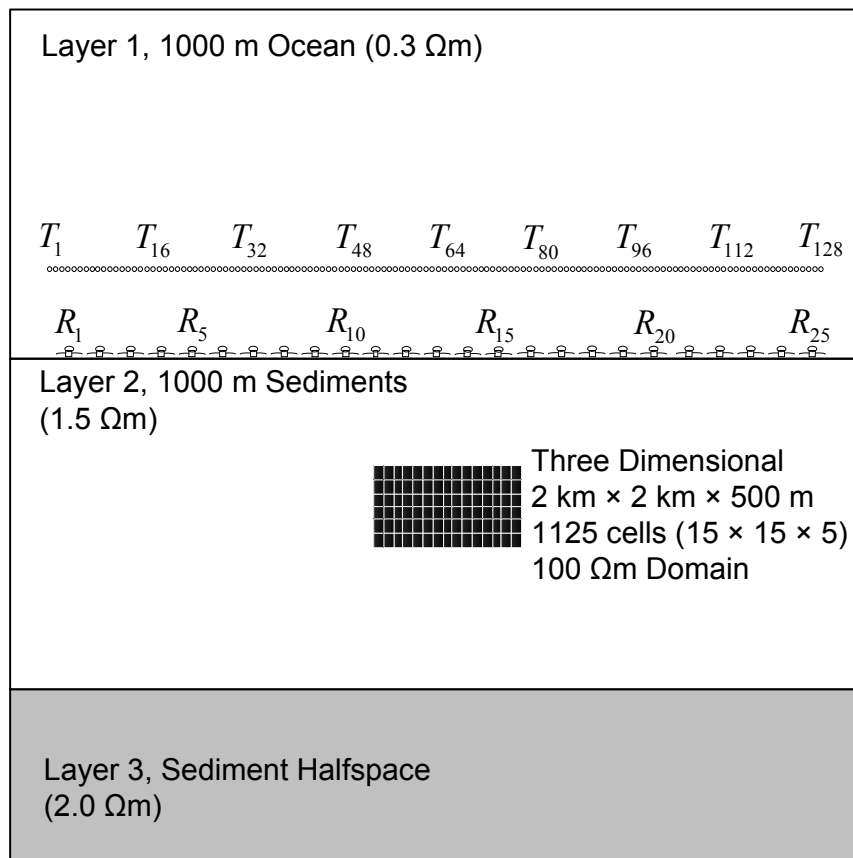 Layer 1, 1000 m Ocean (0.3 Ωm)
T₁ T₁₆ T₃₂ T₄₈ T₆₄ T₈₀ T₉₆ T₁₁₂ T₁₂₈
R₁ R₅ R₁₀ R₁₅ R₂₀ R₂₅
Layer 2, 1000 m Sediments
(1.5 Ωm)
Three Dimensional
2 km × 2 km × 500 m
1125 cells (15 × 15 × 5)
100 Ωm Domain
Layer 3, Sediment Halfspace
(2.0 Ωm)